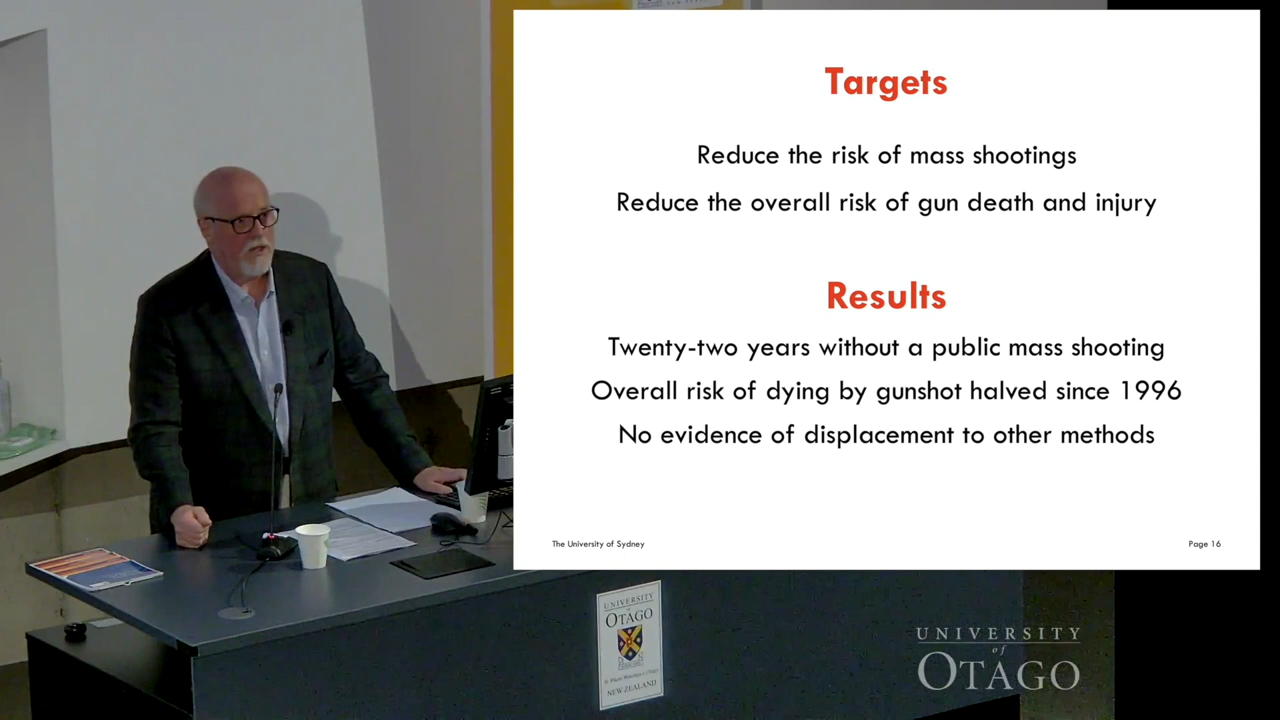 Targets
Reduce the risk of mass shootings
Reduce the overall risk of gun death and injury
Results
Twenty-two years without a public mass shooting
Overall risk of dying by gunshot halved since 1996
No evidence of displacement to other methods
The University of Sydney
Page 16
UNIVERSITY
of
OTAGO
NEW ZEALAND
UNIVERSITY
of
OTAGO